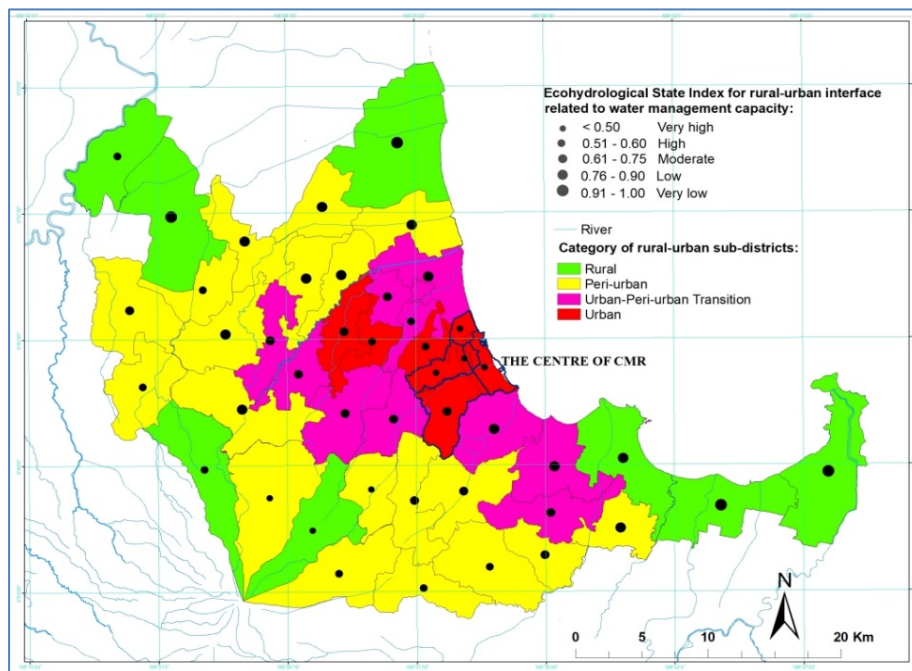 Ecohydrological State Index for rural-urban interface
related to water management capacity:
< 0.50 Very high
0.51 - 0.60 High
0.61 - 0.75 Moderate
0.76 - 0.90 Low
0.91 - 1.00 Very low
River
Category of rural-urban sub-districts:
Rural
Peri-urban
Urban-Peri-urban Transition
Urban
THE CENTRE OF CMR
N
0 5 10 20 Km